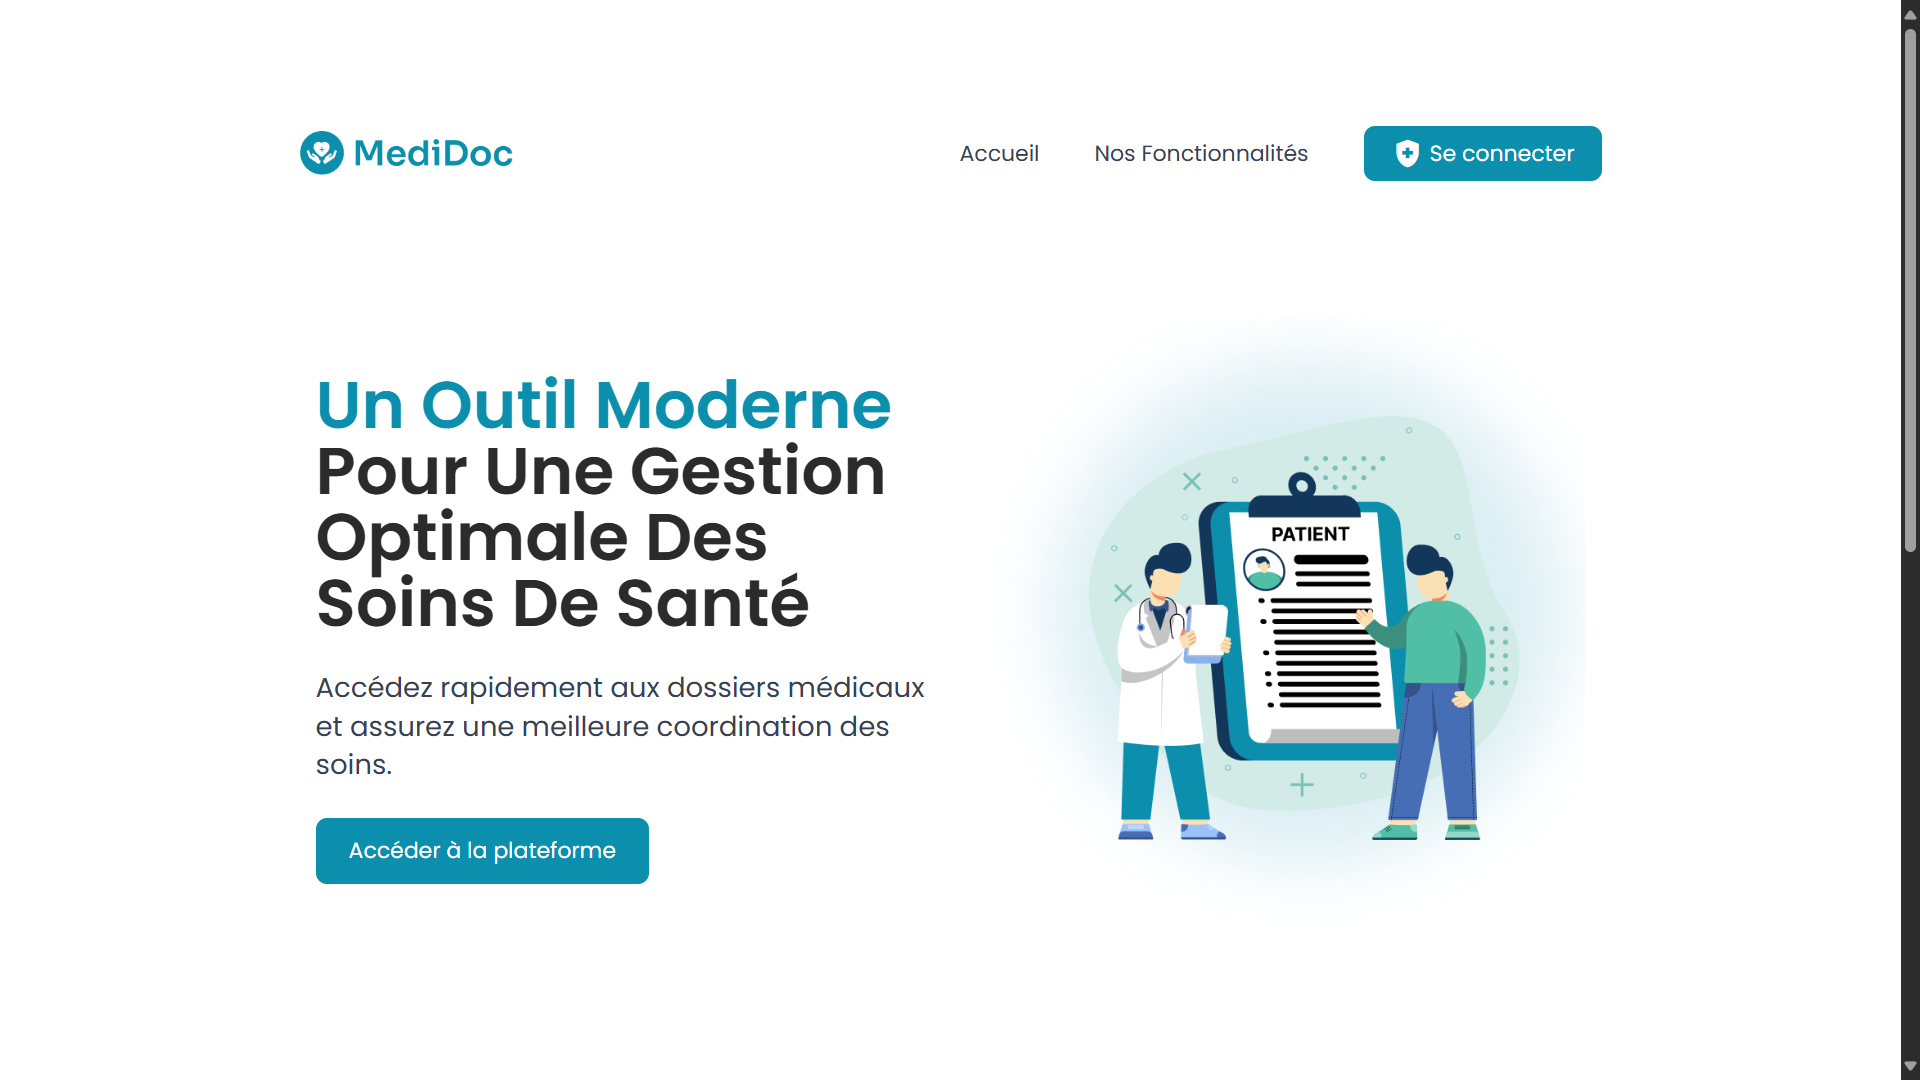 MediDoc
Accueil
Nos Fonctionnalités
Se connecter
Un Outil Moderne
Pour Une Gestion
Optimale Des
Soins De Santé
Accédez rapidement aux dossiers médicaux
et assurez une meilleure coordination des
soins.
Accéder à la plateforme
PATIENT